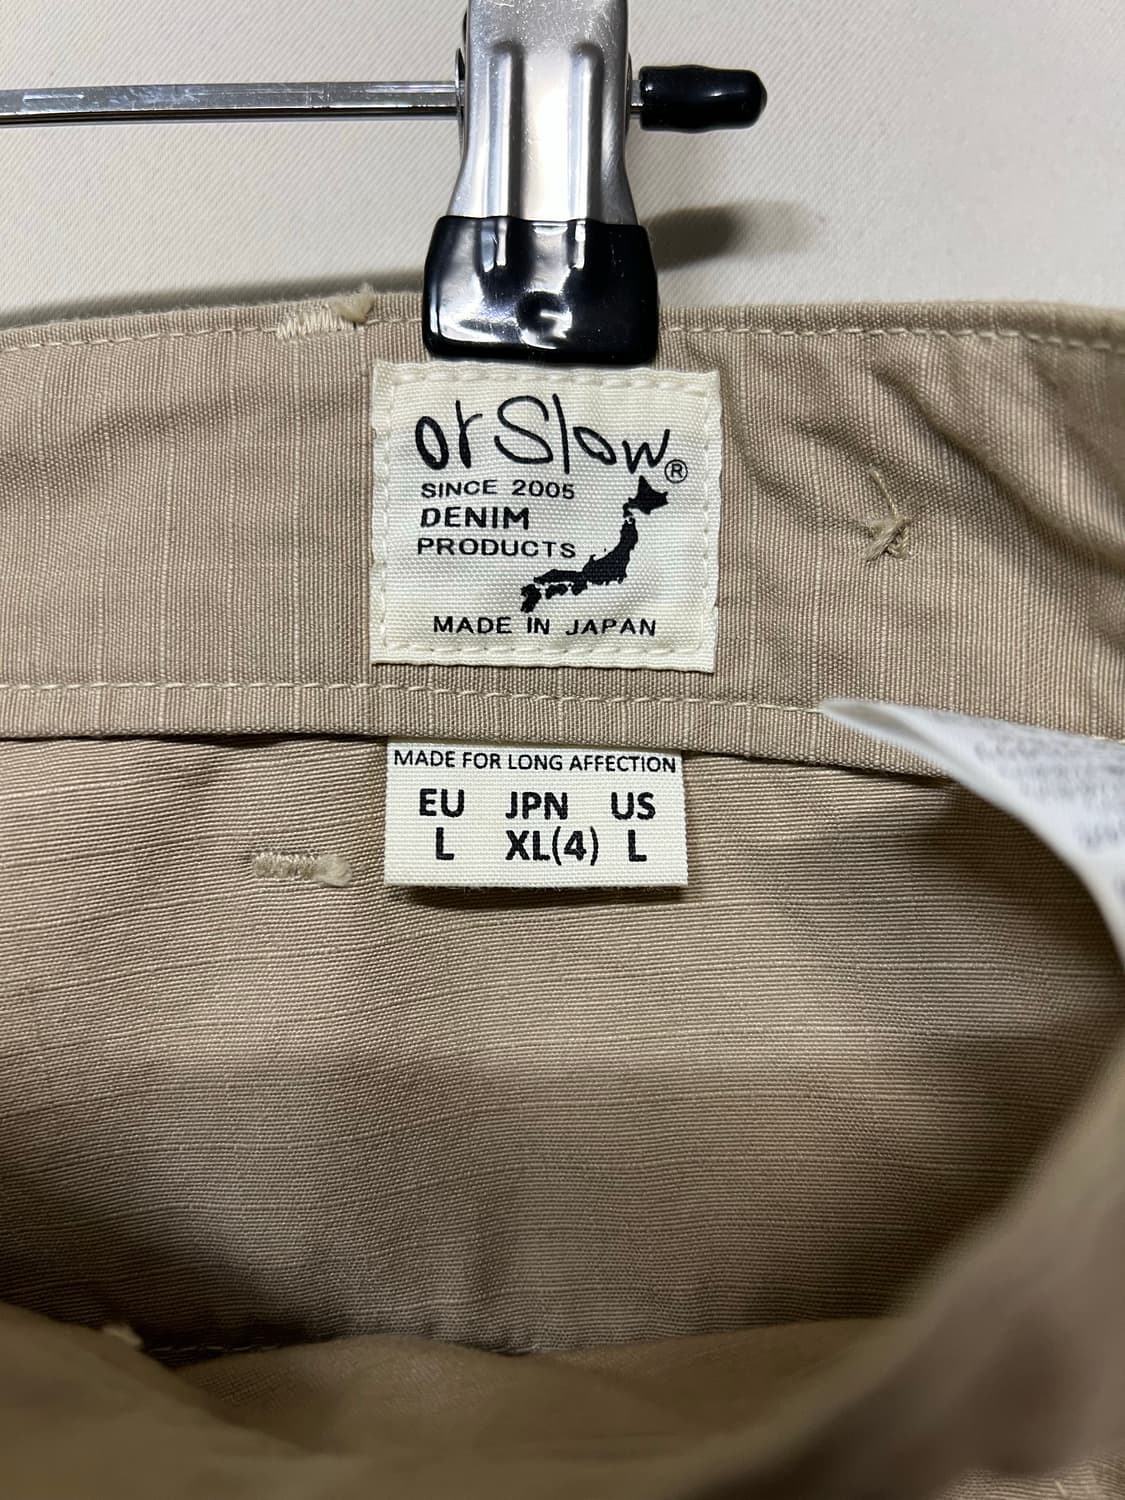 orSlow®
SINCE 2005
DENIM
PRODUCTS
MADE IN JAPAN
MADE FOR LONG AFFECTION
EU JPN US
L XL(4) L